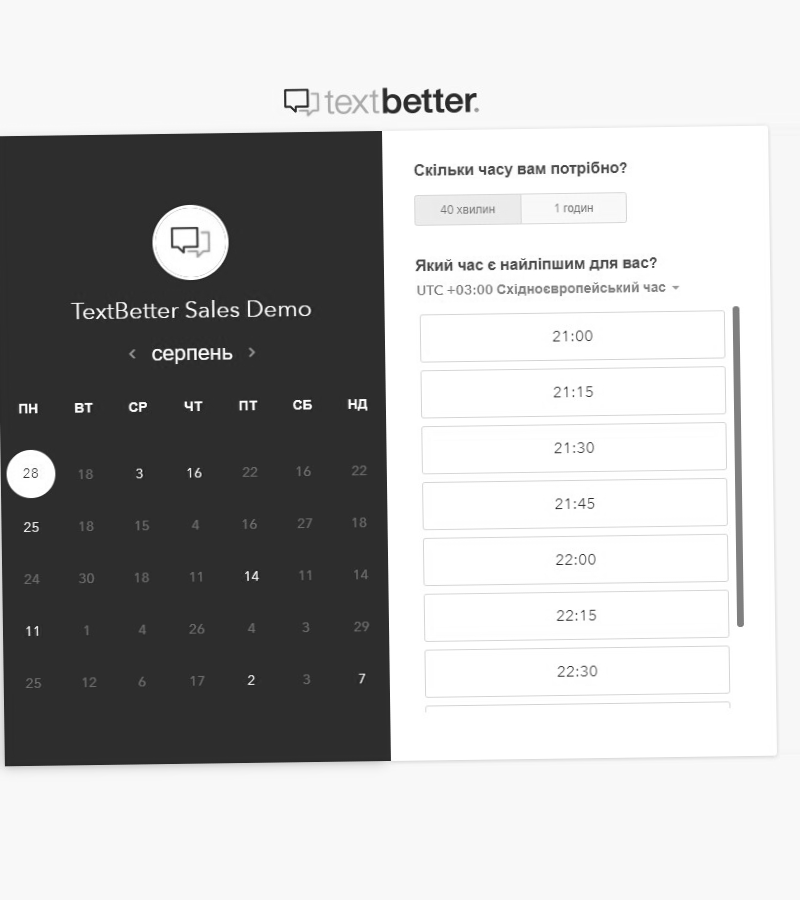 textbetter.
TextBetter Sales Demo
серпень
ПН ВТ СР ЧТ ПТ СБ НД
28 18 3 16 22 16 22
25 18 15 4 16 27 18
24 30 18 11 14 11 14
11 1 4 26 4 3 29
25 12 6 17 2 3 7
Скільки часу вам потрібно?
40 хвилин 1 годин
Який час є найліпшим для вас?
UTC +03:00 Східноєвропейський час
21:00
21:15
21:30
21:45
22:00
22:15
22:30